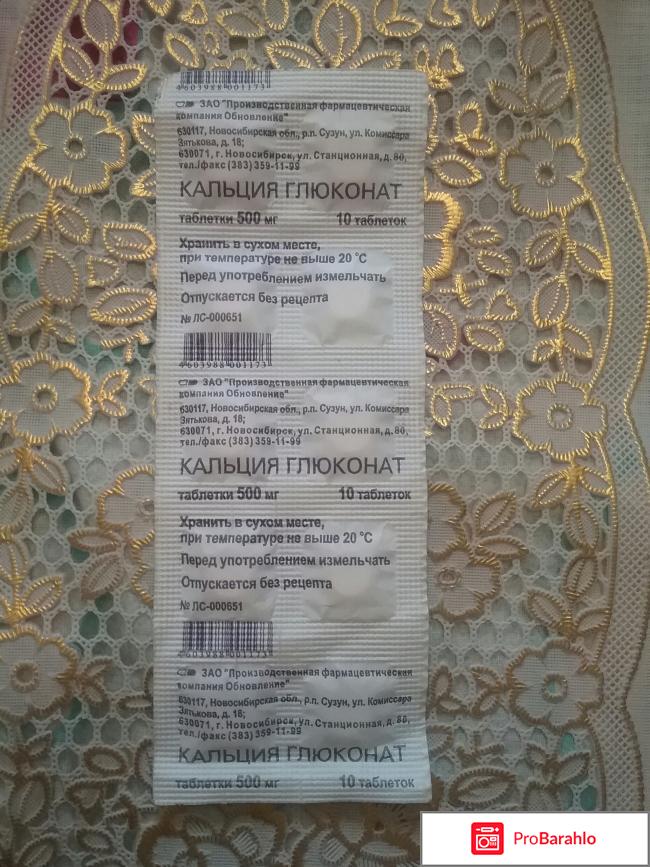 4603988 001173
ЗАО "Производственная фармацевтическая
компания Обновление"
630117, Новосибирская обл., р.п. Сузун, ул. Комиссара
Зятькова, д. 18;
630071, г. Новосибирск, ул. Станционная, д. 80,
тел./факс (383) 359-11-99
КАЛЬЦИЯ ГЛЮКОНАТ
таблетки 500 мг 10 таблеток
Хранить в сухом месте,
при температуре не выше 20 °С
Перед употреблением измельчать
Отпускается без рецепта
№ ЛС-000651
4603988 001173
ЗАО "Производственная фармацевтическая
компания Обновление"
630117, Новосибирская обл., р.п. Сузун, ул. Комиссара
Зятькова, д. 18;
630071, г. Новосибирск, ул. Станционная, д. 80,
тел./факс (383) 359-11-99
КАЛЬЦИЯ ГЛЮКОНАТ
таблетки 500 мг 10 таблеток
Хранить в сухом месте,
при температуре не выше 20 °С
Перед употреблением измельчать
Отпускается без рецепта
№ ЛС-000651
4603988 001173
ЗАО "Производственная фармацевтическая
компания Обновление"
630117, Новосибирская обл., р.п. Сузун, ул. Комиссара
Зятькова, д. 18;
630071, г. Новосибирск, ул. Станционная, д. 80,
тел./факс (383) 359-11-99
КАЛЬЦИЯ ГЛЮКОНАТ
таблетки 500 мг 10 таблеток
ProBarahlo